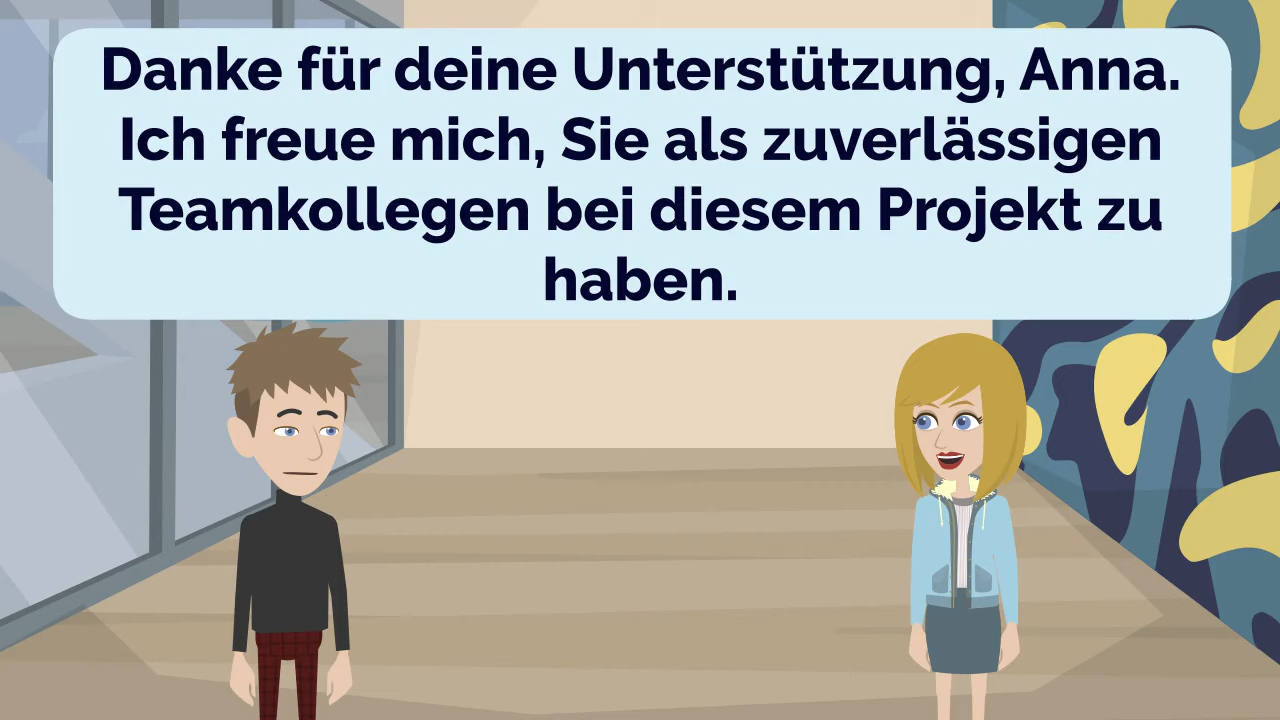 Danke für deine Unterstützung, Anna.
Ich freue mich, Sie als zuverlässigen
Teamkollegen bei diesem Projekt zu
haben.